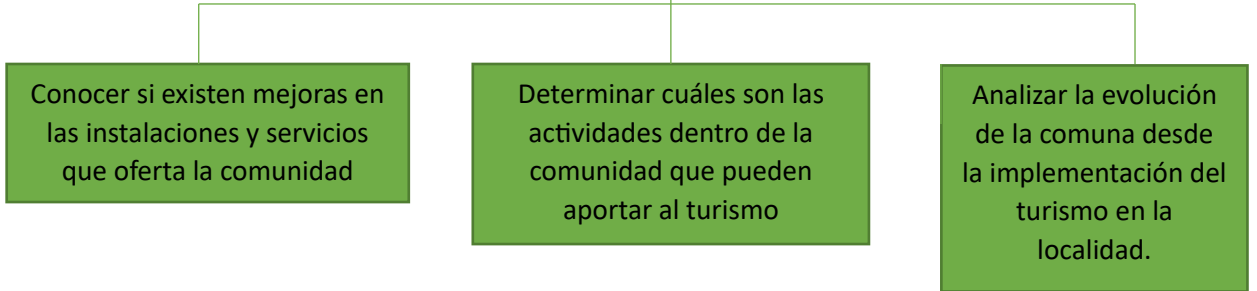 Conocer si existen mejoras en
las instalaciones y servicios
que oferta la comunidad
Determinar cuáles son las
actividades dentro de la
comunidad que pueden
aportar al turismo
Analizar la evolución
de la comuna desde
la implementación del
turismo en la
localidad.